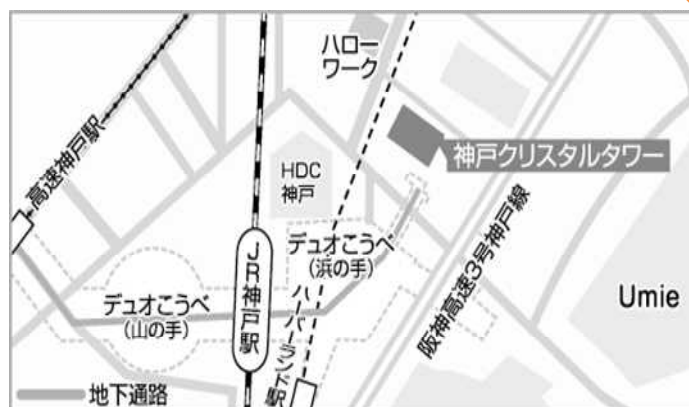 ハロー
ワーク
高速神戸駅
神戸クリスタルタワー
HDC
神戸
デュオこうべ
(浜の手)
JR神戸駅
ハーバーランド駅
阪神高速3号神戸線
Umie
デュオこうべ
(山の手)
地下通路